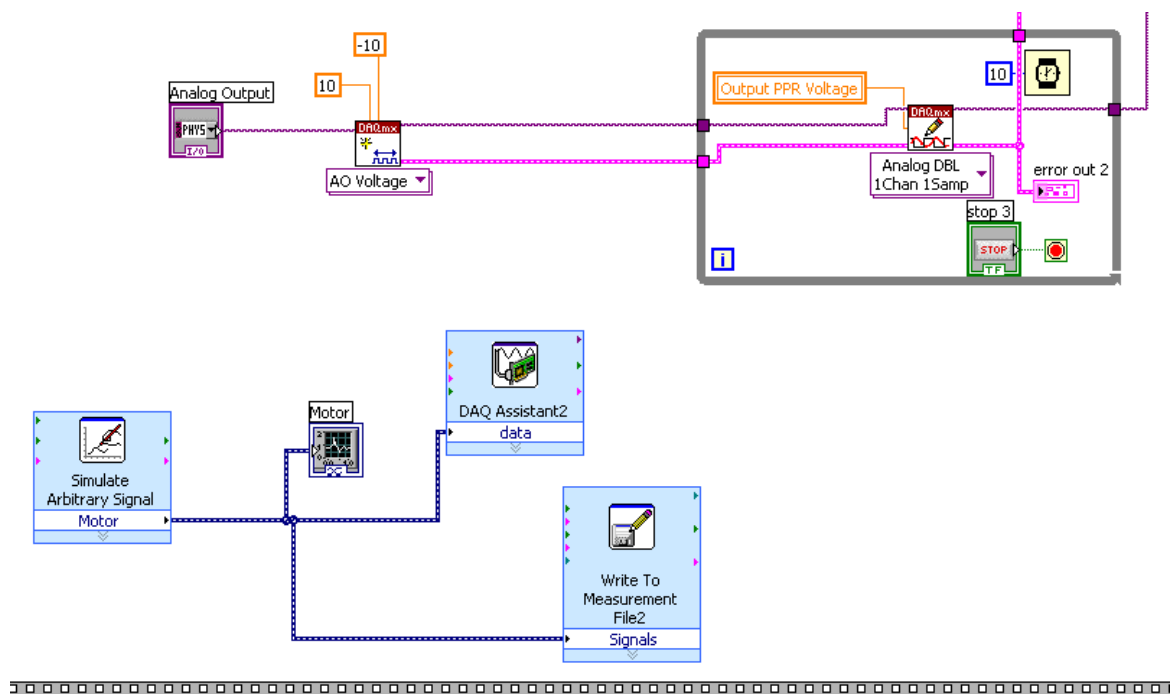 -10
10
Analog Output
PHYS
I/O
DAQmx
AO Voltage
10
Output PPR Voltage
DAQmx
Analog DBL
1Chan 1Samp
error out 2
stop 3
STOP
TF
i
Motor
DAQ Assistant2
data
Simulate
Arbitrary Signal
Motor
Write To
Measurement
File2
Signals